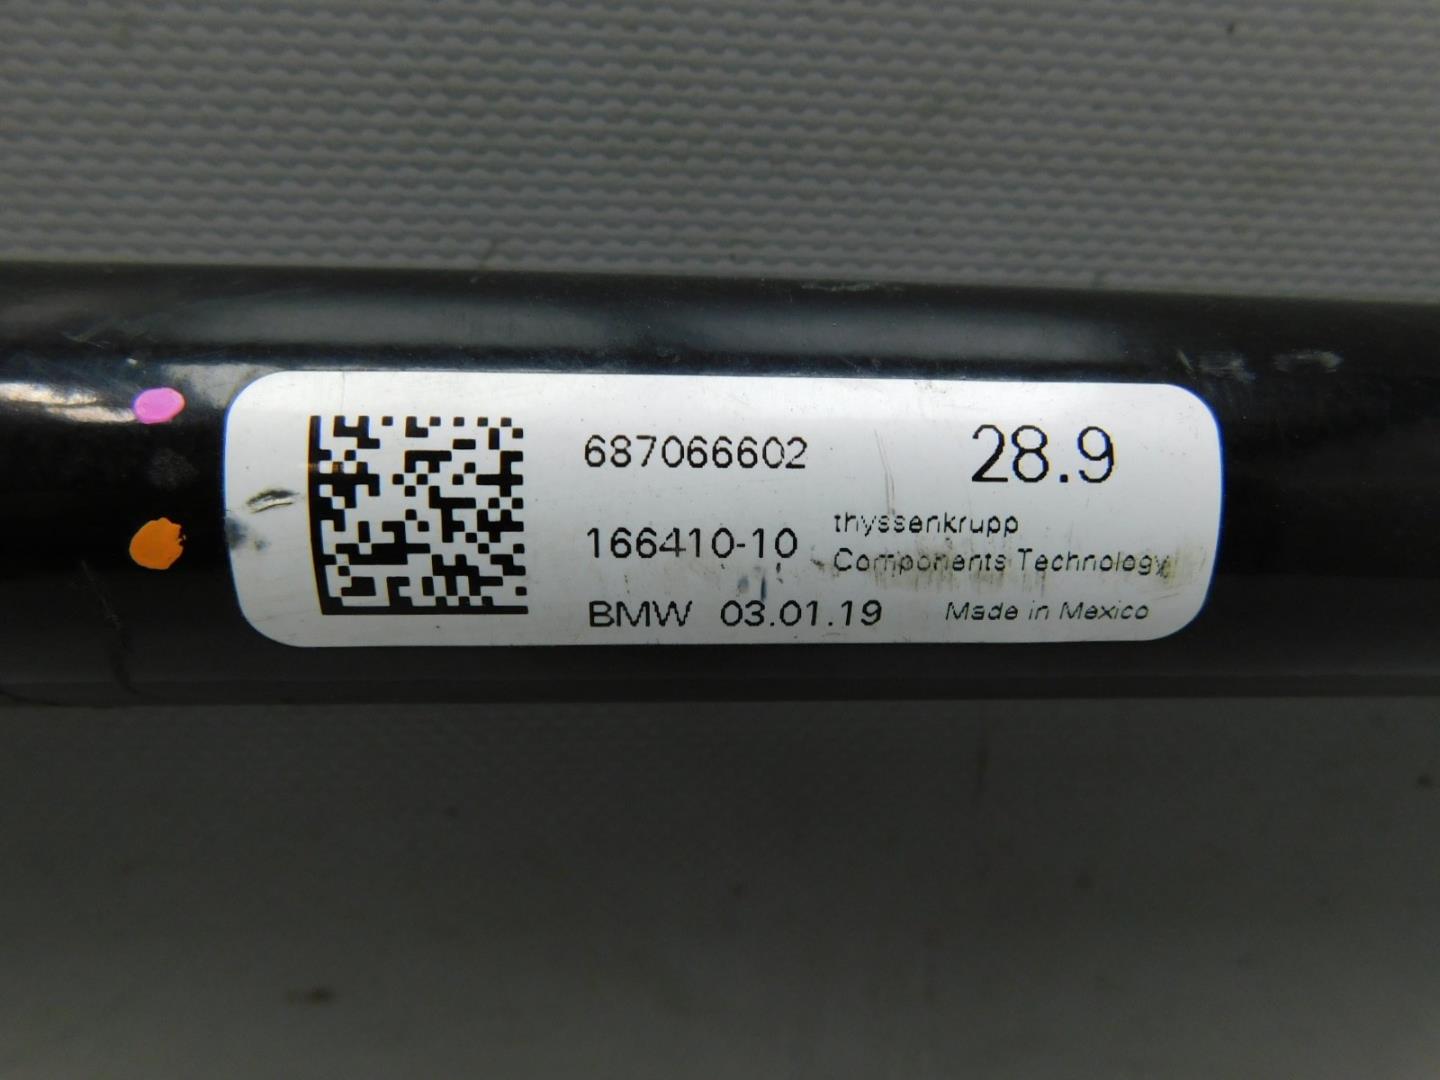 687066602
28.9
166410-10
thyssenkrupp
Components Technology
BMW 03.01.19
Made in Mexico